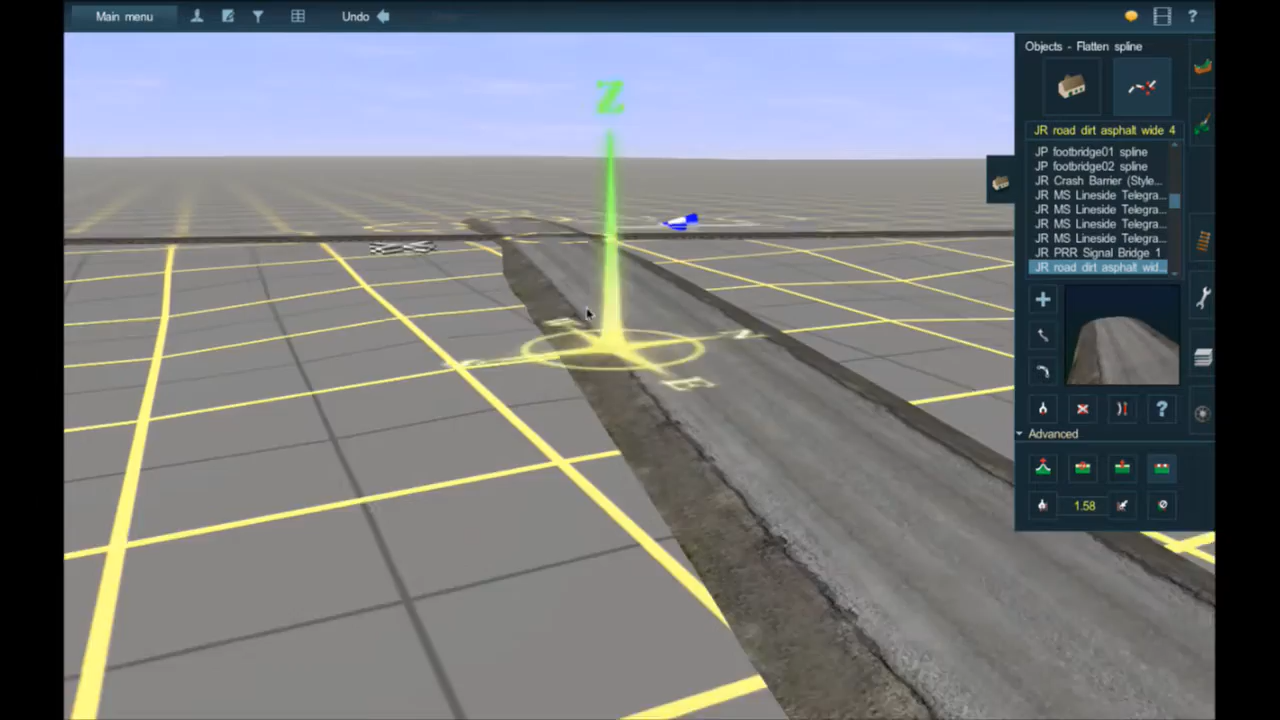 Main menu
Undo
?
Objects - Flatten spline
JR road dirt asphalt wide 4
JP footbridge01 spline
JP footbridge02 spline
JR Crash Barrier (Style...
JR MS Lineside Telegra...
JR MS Lineside Telegra...
JR MS Lineside Telegra...
JR MS Lineside Telegra...
JR PRR Signal Bridge 1
JR road dirt asphalt wid...
?
Advanced
1.58
Z
N
E